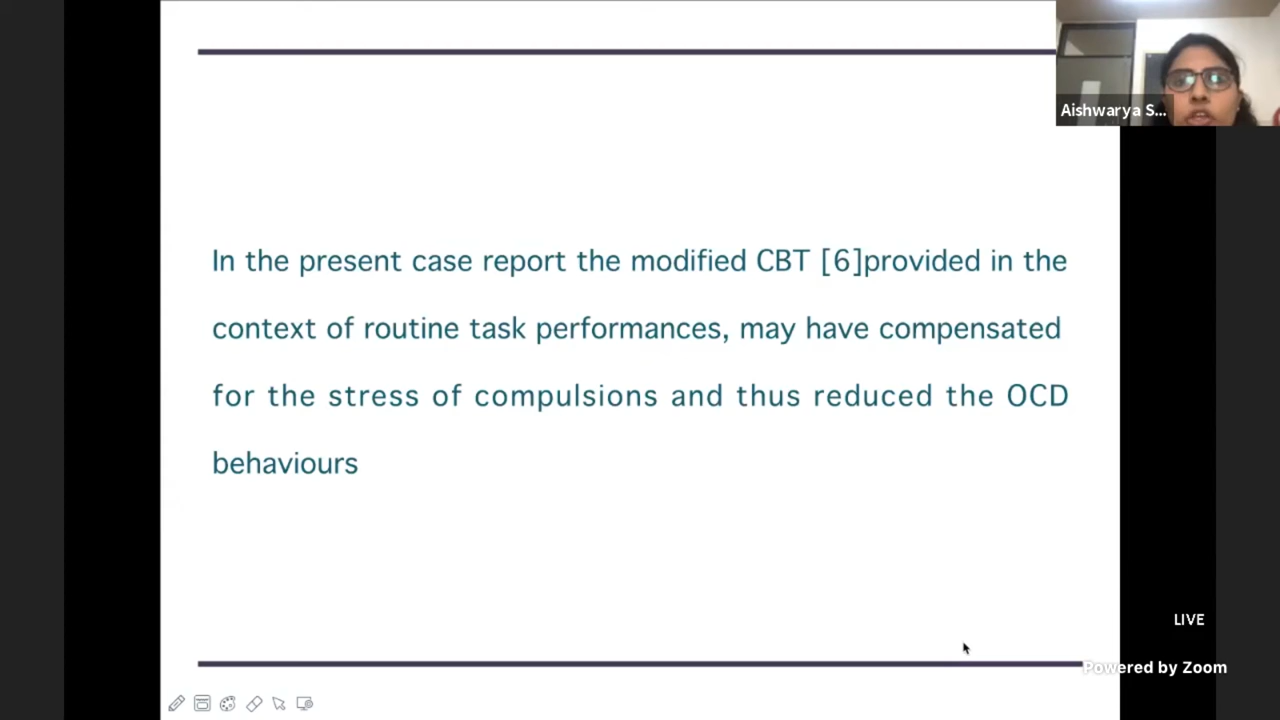 Aishwarya S...
In the present case report the modified CBT [6]provided in the
context of routine task performances, may have compensated
for the stress of compulsions and thus reduced the OCD
behaviours
LIVE
Powered by Zoom